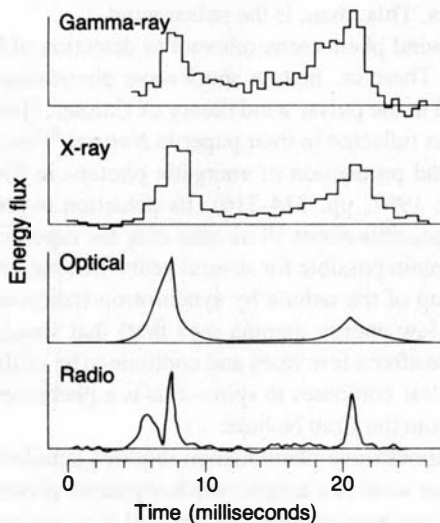 Gamma-ray
X-ray
Optical
Radio
Energy flux
0 10 20
Time (milliseconds)